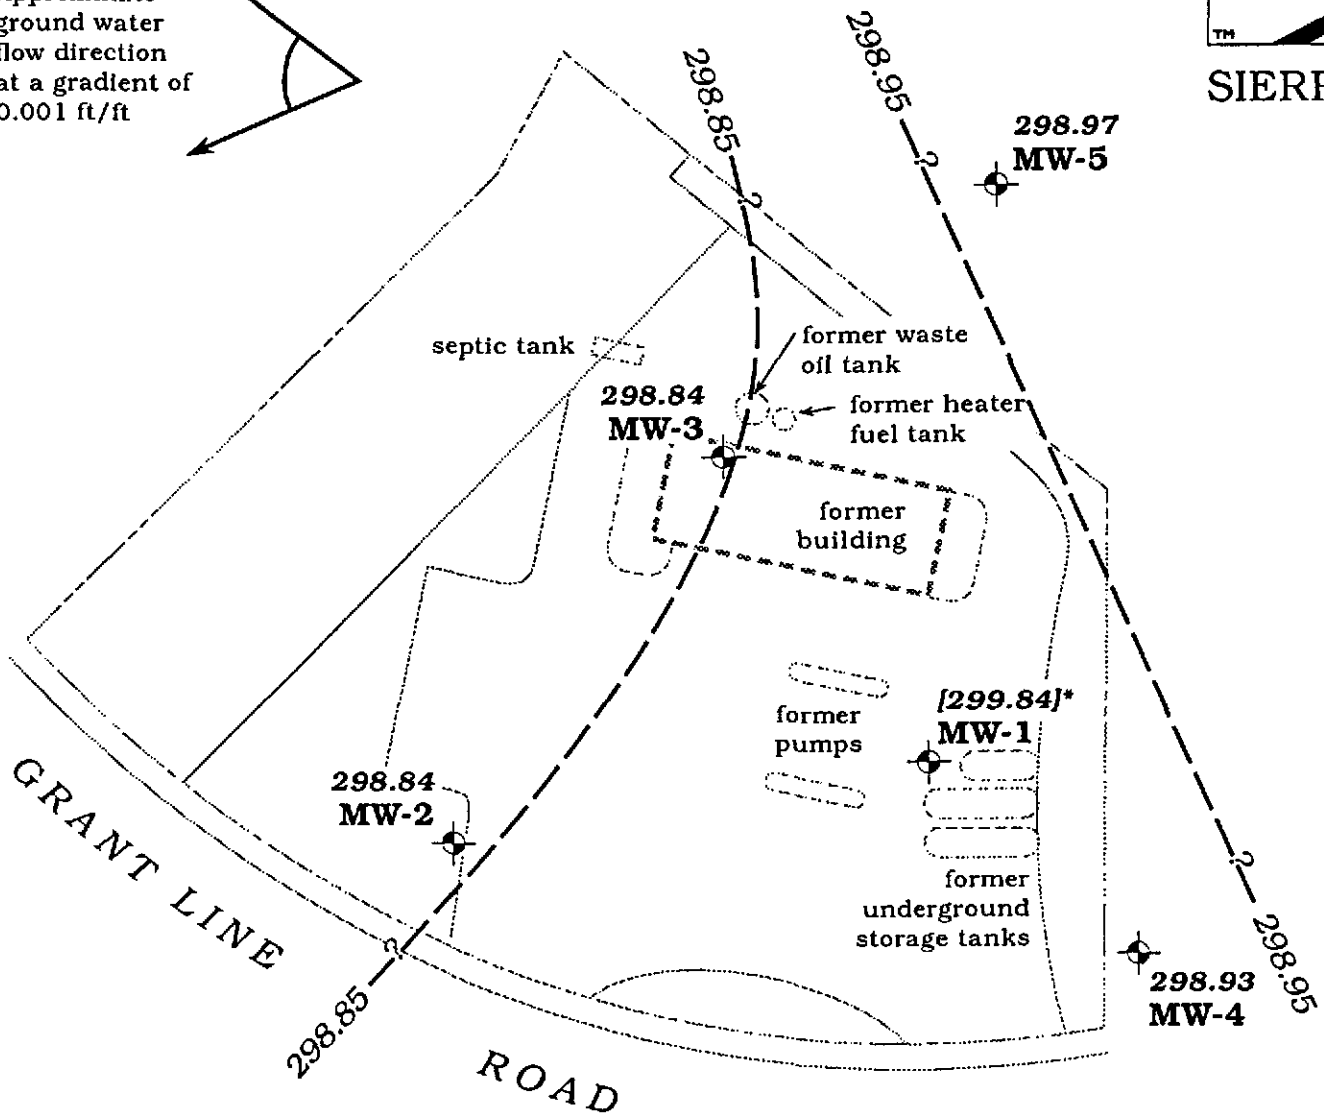 ground water
flow direction
at a gradient of
0.001 ft/ft
298.85
298.95
TM
298.97
MW-5
septic tank
former waste
oil tank
298.84
MW-3
former heater
fuel tank
former
building
[299.84]*
MW-1
former
pumps
298.84
MW-2
former
underground
storage tanks
298.93
MW-4
298.95
298.85
GRANT LINE
ROAD
?
?
?
?